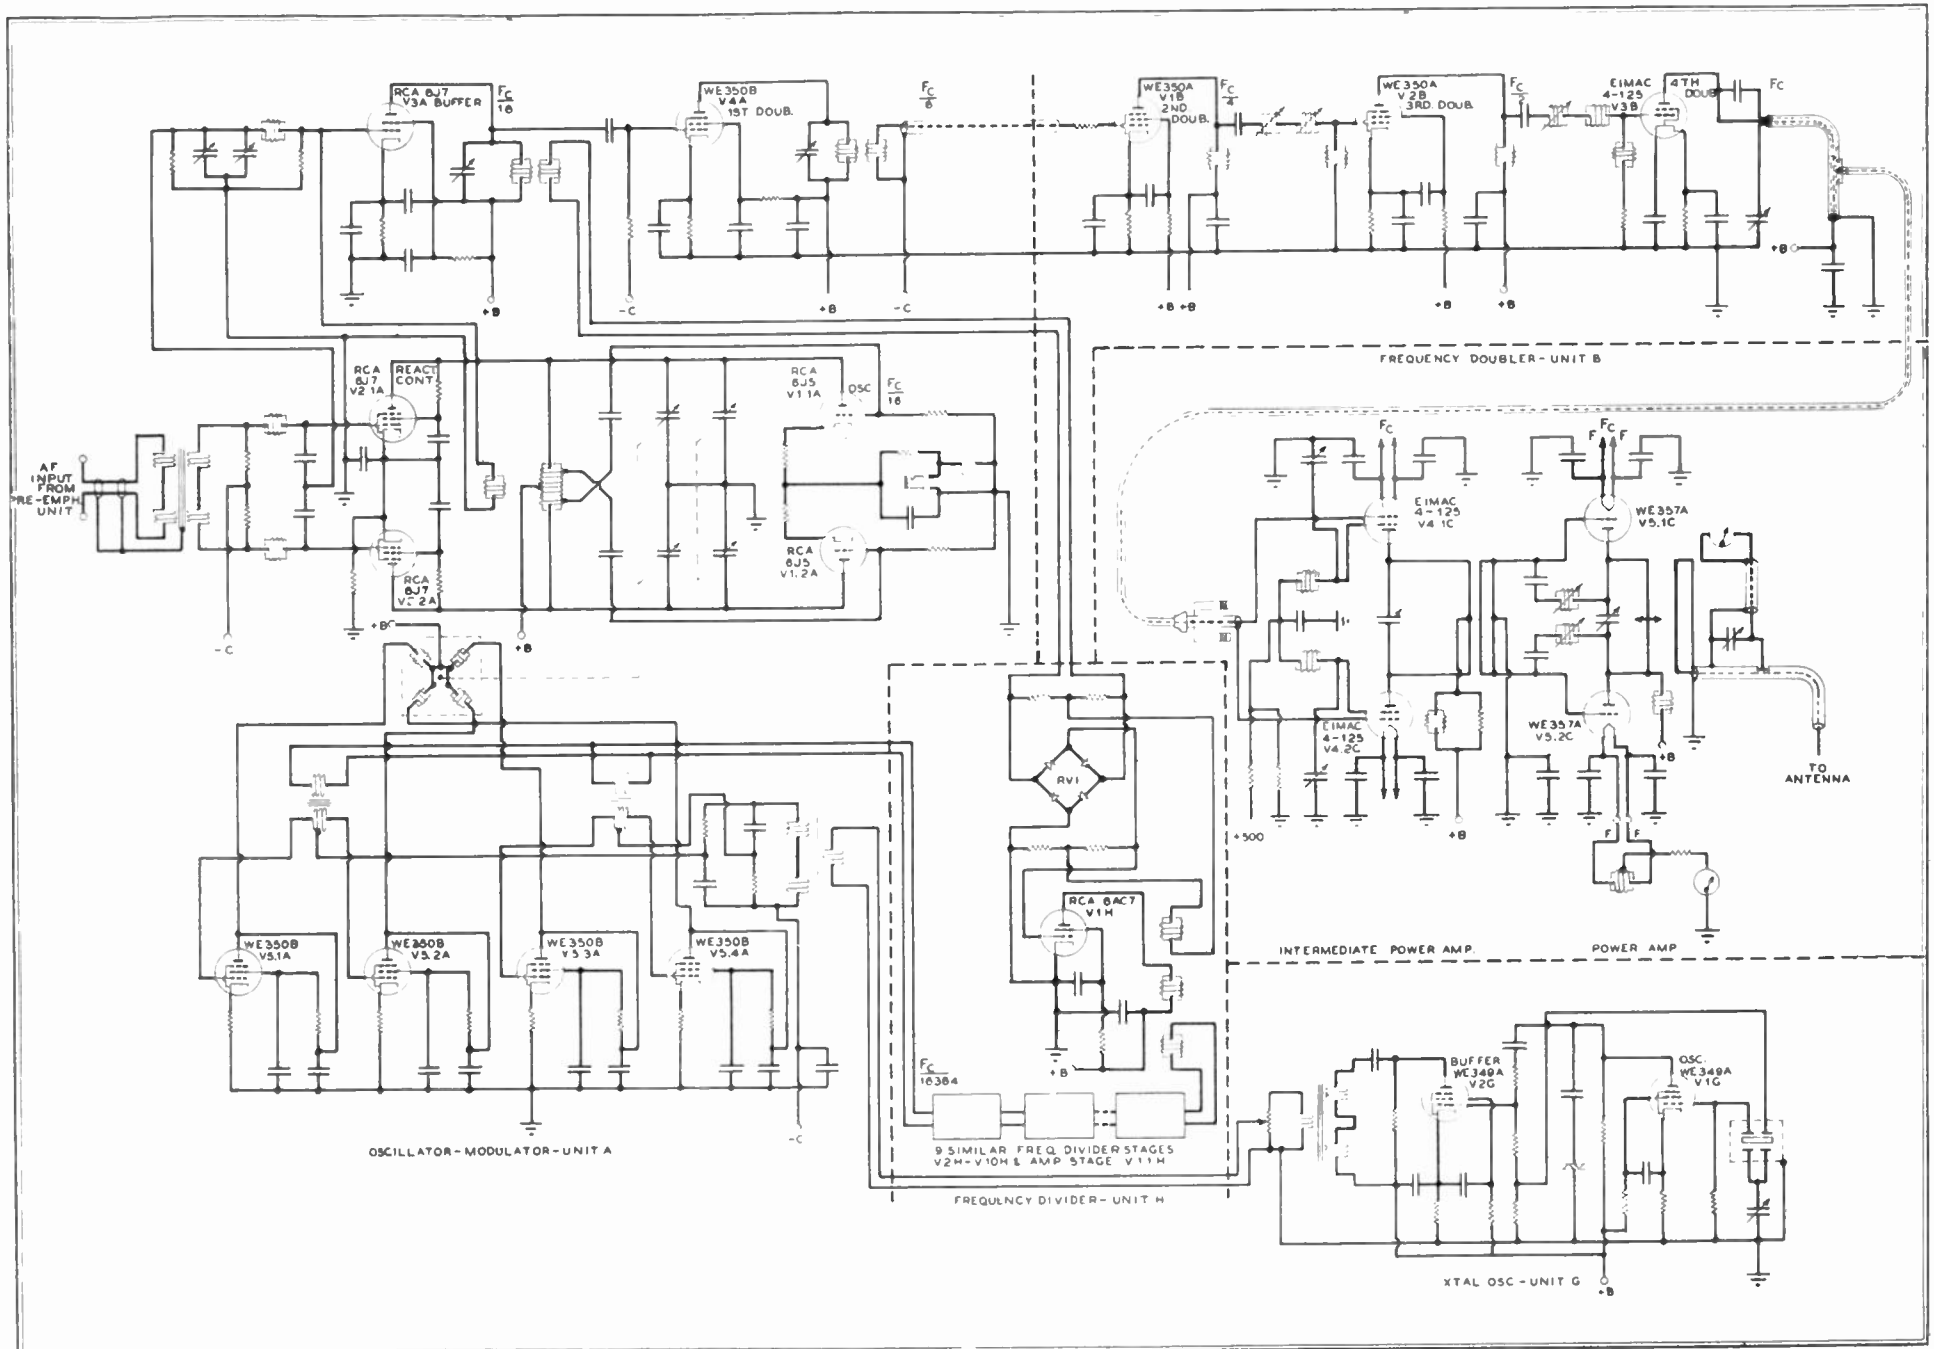 RCA 6J7
V3A BUFFER
FC
16
WE350B
V4A
1ST DOUB.
FC
8
WE350A
V1B
2ND
DOUB.
FC
4
WE350A
V2B
3RD. DOUB.
FC
2
EIMAC
4-125
V3B
4TH
DOUB
FC
+B
-C
+B
-C
+B +B
+B
+B
+B
FREQUENCY DOUBLER-UNIT B
RCA
6J7
V2.1A
REACT
CONT.
RCA
6J5
V1.1A
OSC
FC
16
AF
INPUT
FROM
PRE-EMPH.
UNIT
RCA
6J5
V1.2A
RCA
6J7
V2.2A
-C
+B
+B
FC
F
FC
F
EIMAC
4-125
V4.1C
WE357A
V5.1C
EIMAC
4-125
V4.2C
WE357A
V5.2C
+B
TO
ANTENNA
+500
+B
F
F
RV1
RCA 6AC7
V1H
INTERMEDIATE POWER AMP.
POWER AMP
WE350B
V5.1A
WE350B
V5.2A
WE350B
V5.3A
WE350B
V5.4A
+B
FC
16384
-C
OSCILLATOR-MODULATOR-UNIT A
9 SIMILAR FREQ DIVIDER STAGES
V2H-V10H & AMP STAGE V11H
FREQUENCY DIVIDER-UNIT H
BUFFER
WE349A
V2G
OSC.
WE349A
V1G
XTAL OSC-UNIT G
+B